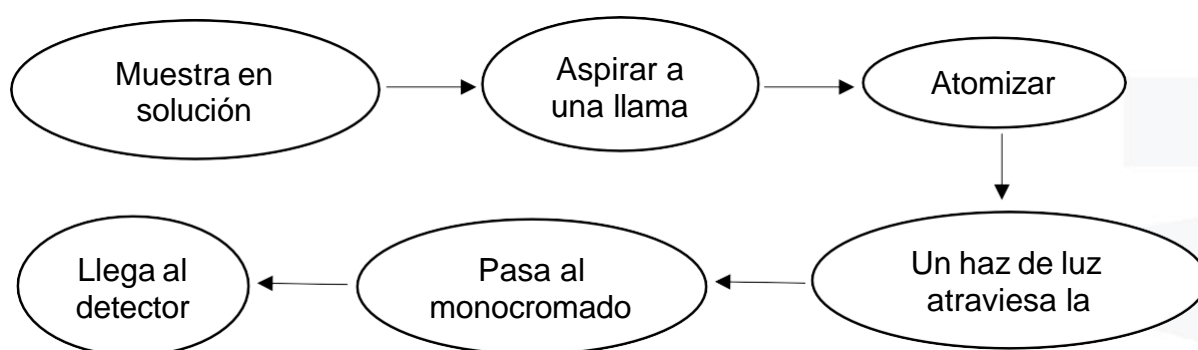 Muestra en
solución
Aspirar a
una llama
Atomizar
Un haz de luz
atraviesa la
Pasa al
monocromado
Llega al
detector